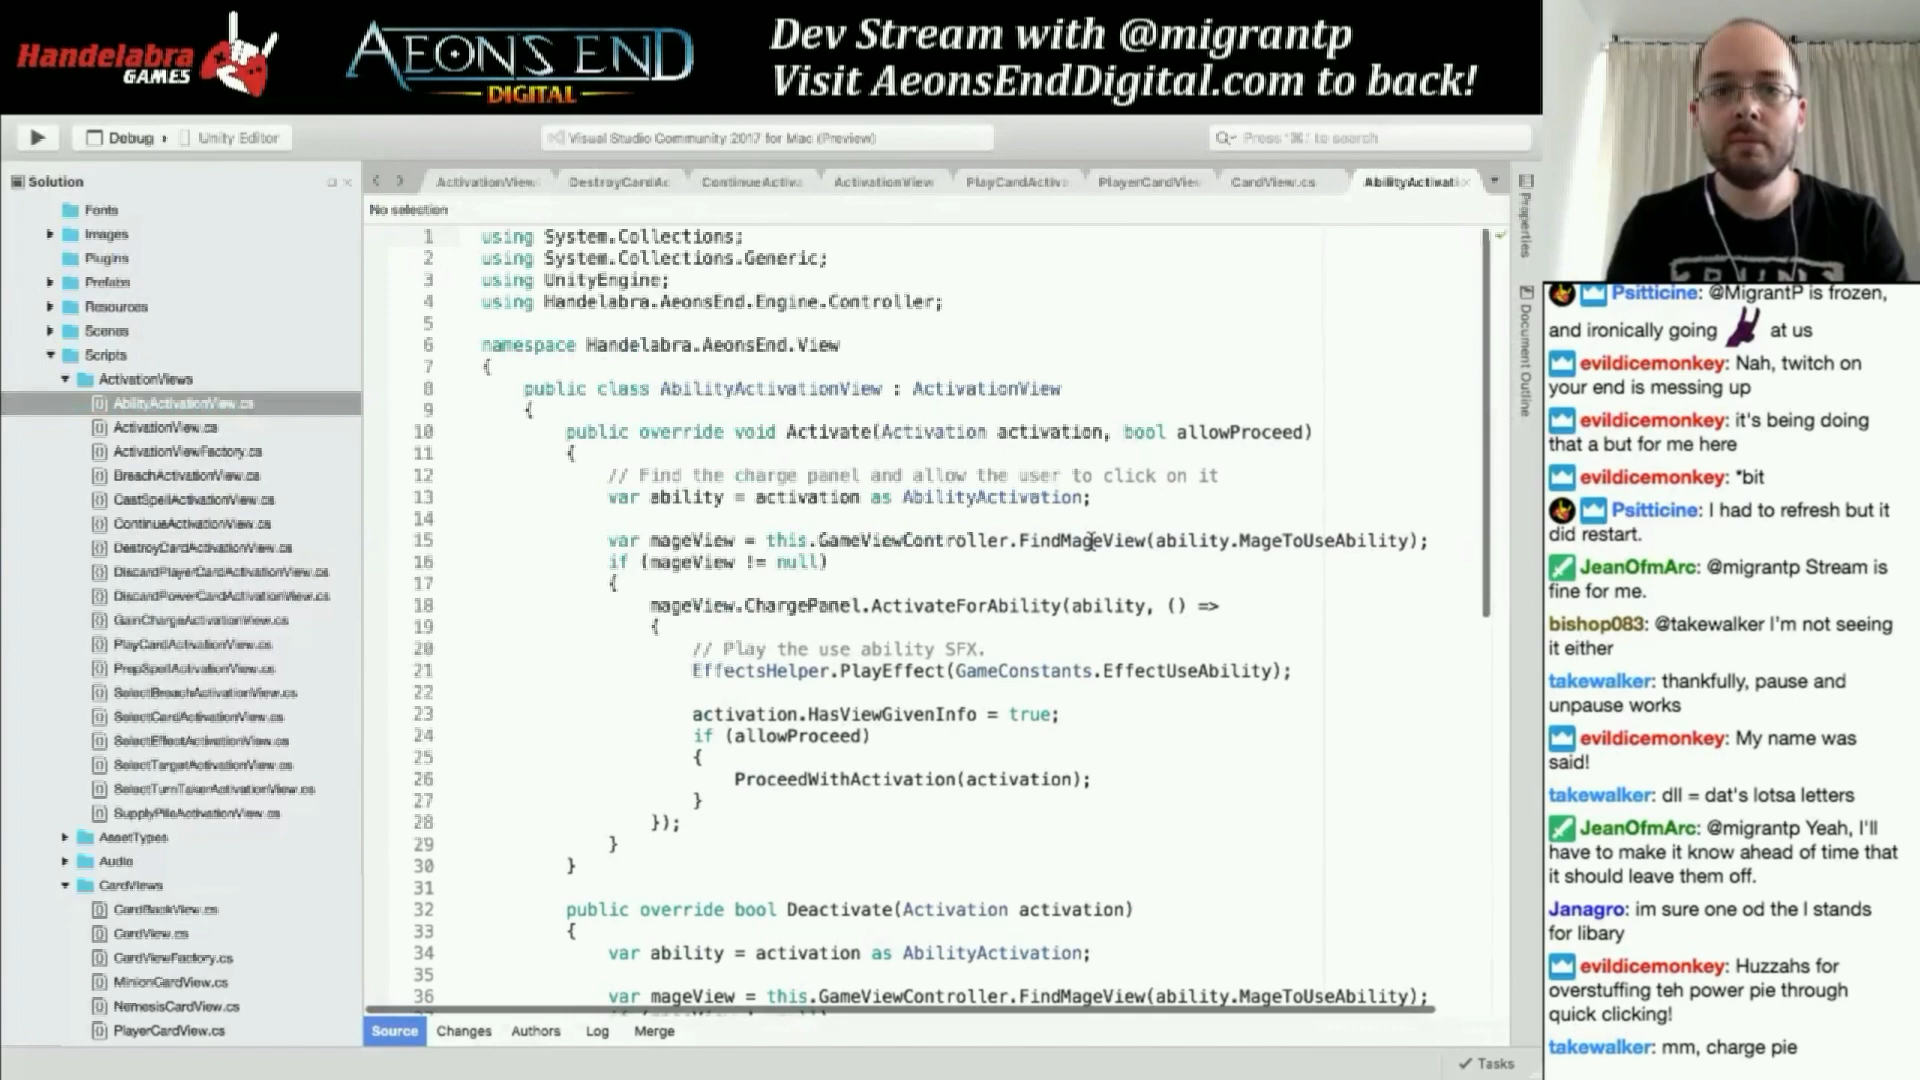 Handelabra
GAMES
AEONS END
DIGITAL
Dev Stream with @migrantp
Visit AeonsEndDigital.com to back!
Debug
Unity Editor
Visual Studio Community 2017 for Mac (Preview)
Press '⌘.' to search
Solution
Fonts
Images
Plugins
Prefabs
Resources
Scenes
Scripts
ActivationViews
AbilityActivationView.cs
ActivationView.cs
ActivationViewFactory.cs
BreachActivationView.cs
CastSpellActivationView.cs
ContinueActivationView.cs
DestroyCardActivationView.cs
DiscardPlayerCardActivationView.cs
DiscardPowerCardActivationView.cs
GainChargeActivationView.cs
PlayCardActivationView.cs
PrepSpellActivationView.cs
SelectBreachActivationView.cs
SelectCardActivationView.cs
SelectEffectActivationView.cs
SelectTargetActivationView.cs
SelectTurnTakerActivationView.cs
SupplyPileActivationView.cs
AssetTypes
Audio
CardViews
CardBackView.cs
CardView.cs
CardViewFactory.cs
MinionCardView.cs
NemesisCardView.cs
PlayerCardView.cs
ActivationView
DestroyCardAc
ContinueActiva
ActivationView
PlayCardActiva
PlayerCardView
CardView.cs
AbilityActivati
No selection
1 using System.Collections;
2 using System.Collections.Generic;
3 using UnityEngine;
4 using Handelabra.AeonsEnd.Engine.Controller;
5
6 namespace Handelabra.AeonsEnd.View
7 {
8 public class AbilityActivationView : ActivationView
9 {
10 public override void Activate(Activation activation, bool allowProceed)
11 {
12 // Find the charge panel and allow the user to click on it
13 var ability = activation as AbilityActivation;
14
15 var mageView = this.GameViewController.FindMageView(ability.MageToUseAbility);
16 if (mageView != null)
17 {
18 mageView.ChargePanel.ActivateForAbility(ability, () =>
19 {
20 // Play the use ability SFX.
21 EffectsHelper.PlayEffect(GameConstants.EffectUseAbility);
22
23 activation.HasViewGivenInfo = true;
24 if (allowProceed)
25 {
26 ProceedWithActivation(activation);
27 }
28 });
29 }
30 }
31
32 public override bool Deactivate(Activation activation)
33 {
34 var ability = activation as AbilityActivation;
35
36 var mageView = this.GameViewController.FindMageView(ability.MageToUseAbility);
Source
Changes
Authors
Log
Merge
Tasks
Properties
Document Outline
Psitticine: @MigrantP is frozen,
and ironically going at us
evildicemonkey: Nah, twitch on
your end is messing up
evildicemonkey: it's being doing
that a but for me here
evildicemonkey: *bit
Psitticine: I had to refresh but it
did restart.
JeanOfmArc: @migrantp Stream is
fine for me.
bishop083: @takewalker I'm not seeing
it either
takewalker: thankfully, pause and
unpause works
evildicemonkey: My name was
said!
takewalker: dll = dat's lotsa letters
JeanOfmArc: @migrantp Yeah, I'll
have to make it know ahead of time that
it should leave them off.
Janagro: im sure one od the l stands
for libary
evildicemonkey: Huzzahs for
overstuffing teh power pie through
quick clicking!
takewalker: mm, charge pie